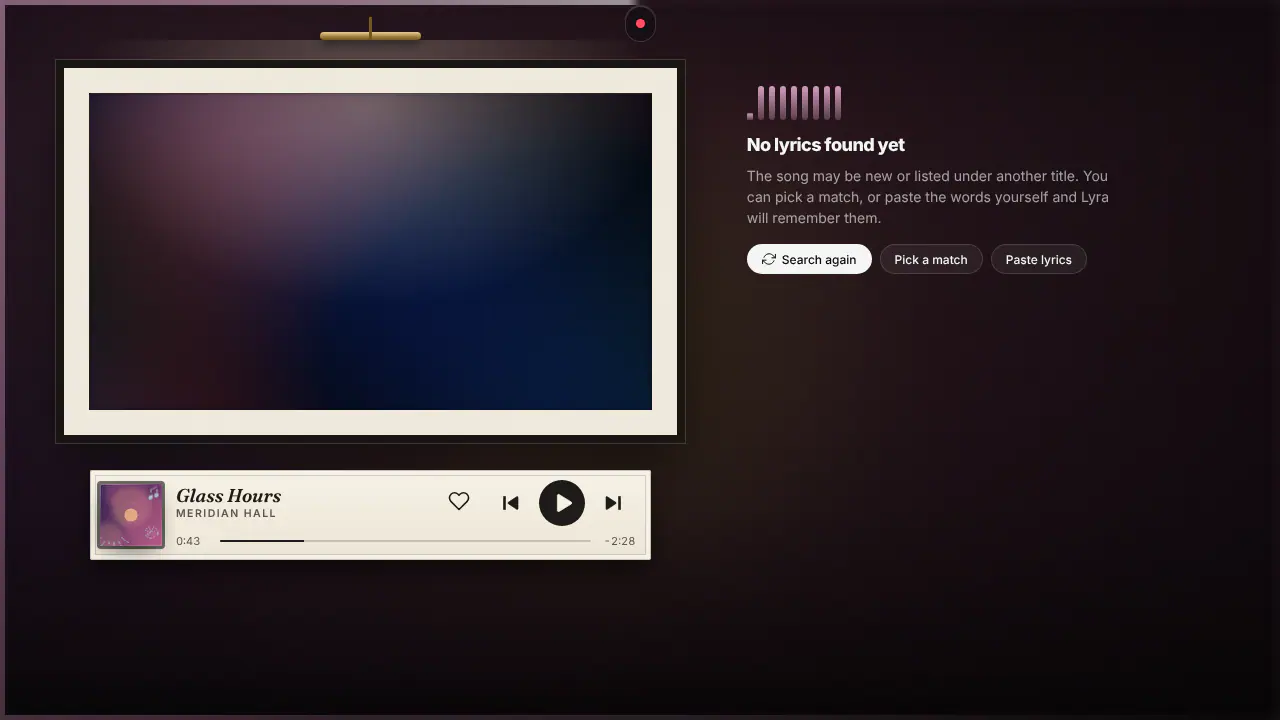 No lyrics found yet
The song may be new or listed under another title. You
can pick a match, or paste the words yourself and Lyra
will remember them.
Search again
Pick a match
Paste lyrics
Glass Hours
MERIDIAN HALL
0:43
-2:28